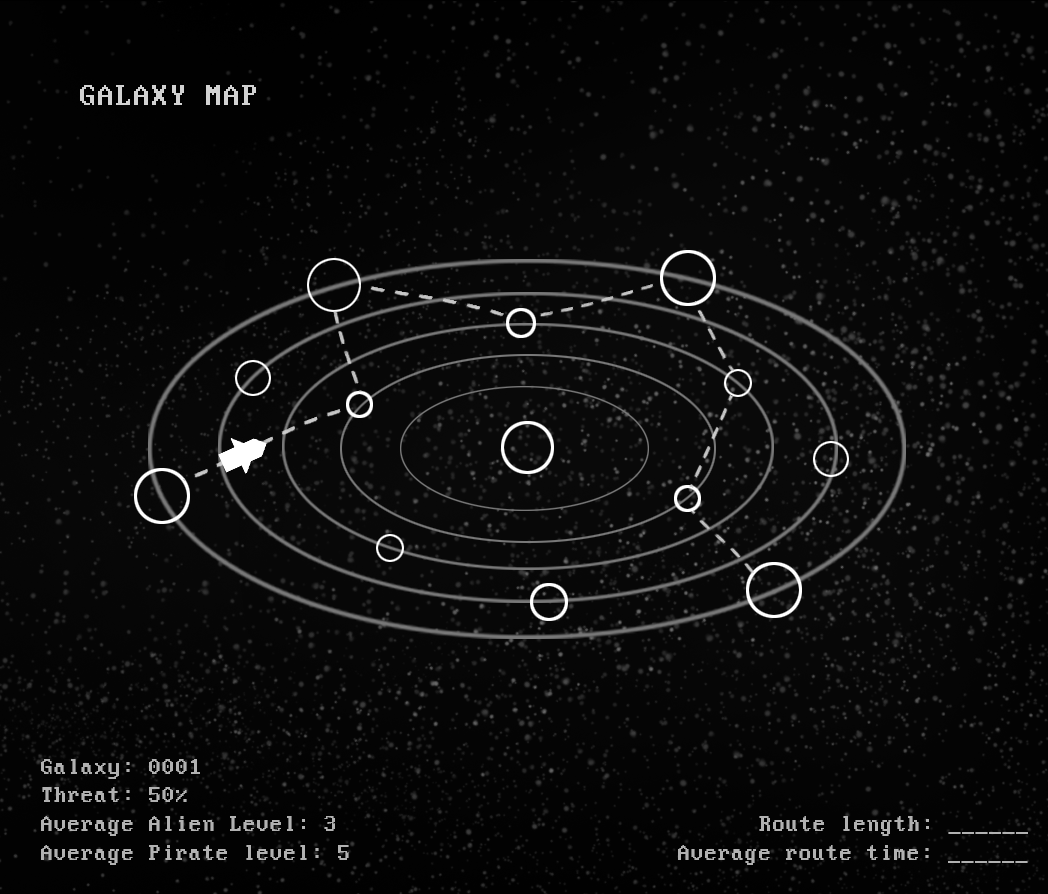 GALAXY MAP
Galaxy: 0001
Threat: 50%
Average Alien Level: 3
Average Pirate level: 5
Route length: ______
Average route time: ______